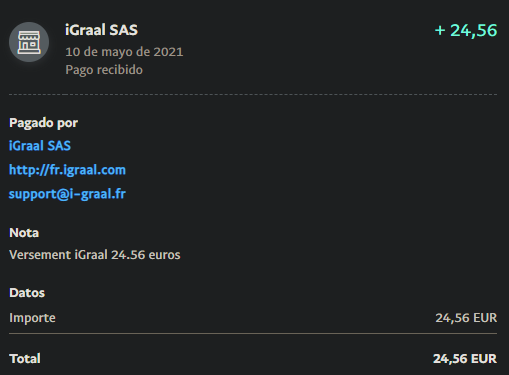 iGraal SAS
+ 24,56
10 de mayo de 2021
Pago recibido
Pagado por
iGraal SAS
http://fr.igraal.com
support@i-graal.fr
Nota
Versement iGraal 24.56 euros
Datos
Importe 24,56 EUR
Total 24,56 EUR